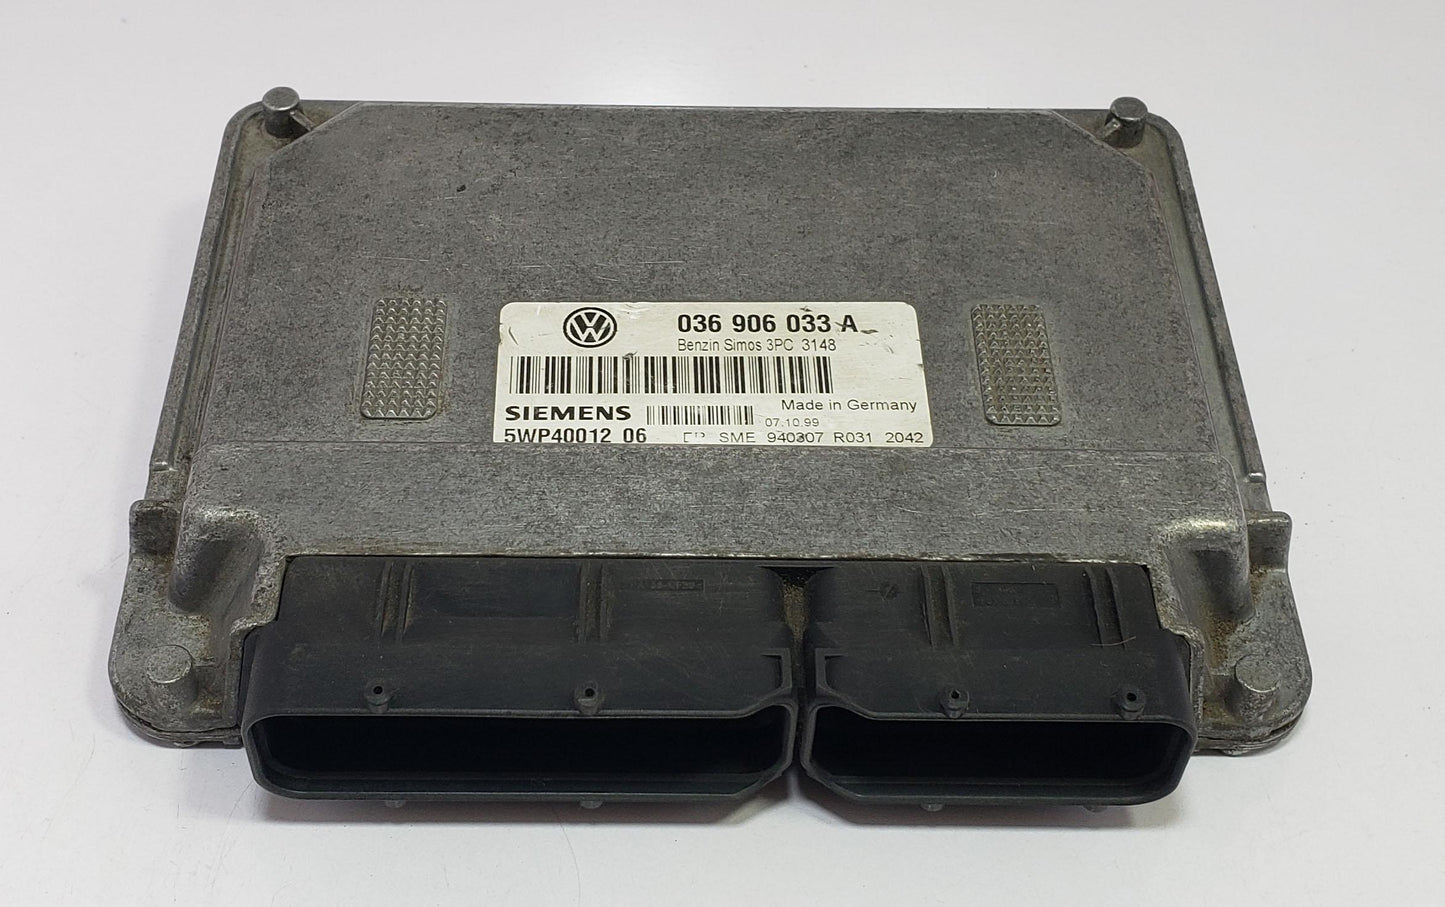 036 906 033 A
Benzin Simos 3PC 3148
SIEMENS
Made in Germany
07.10.99
5WP40012 06 SME 940307 R031 2042